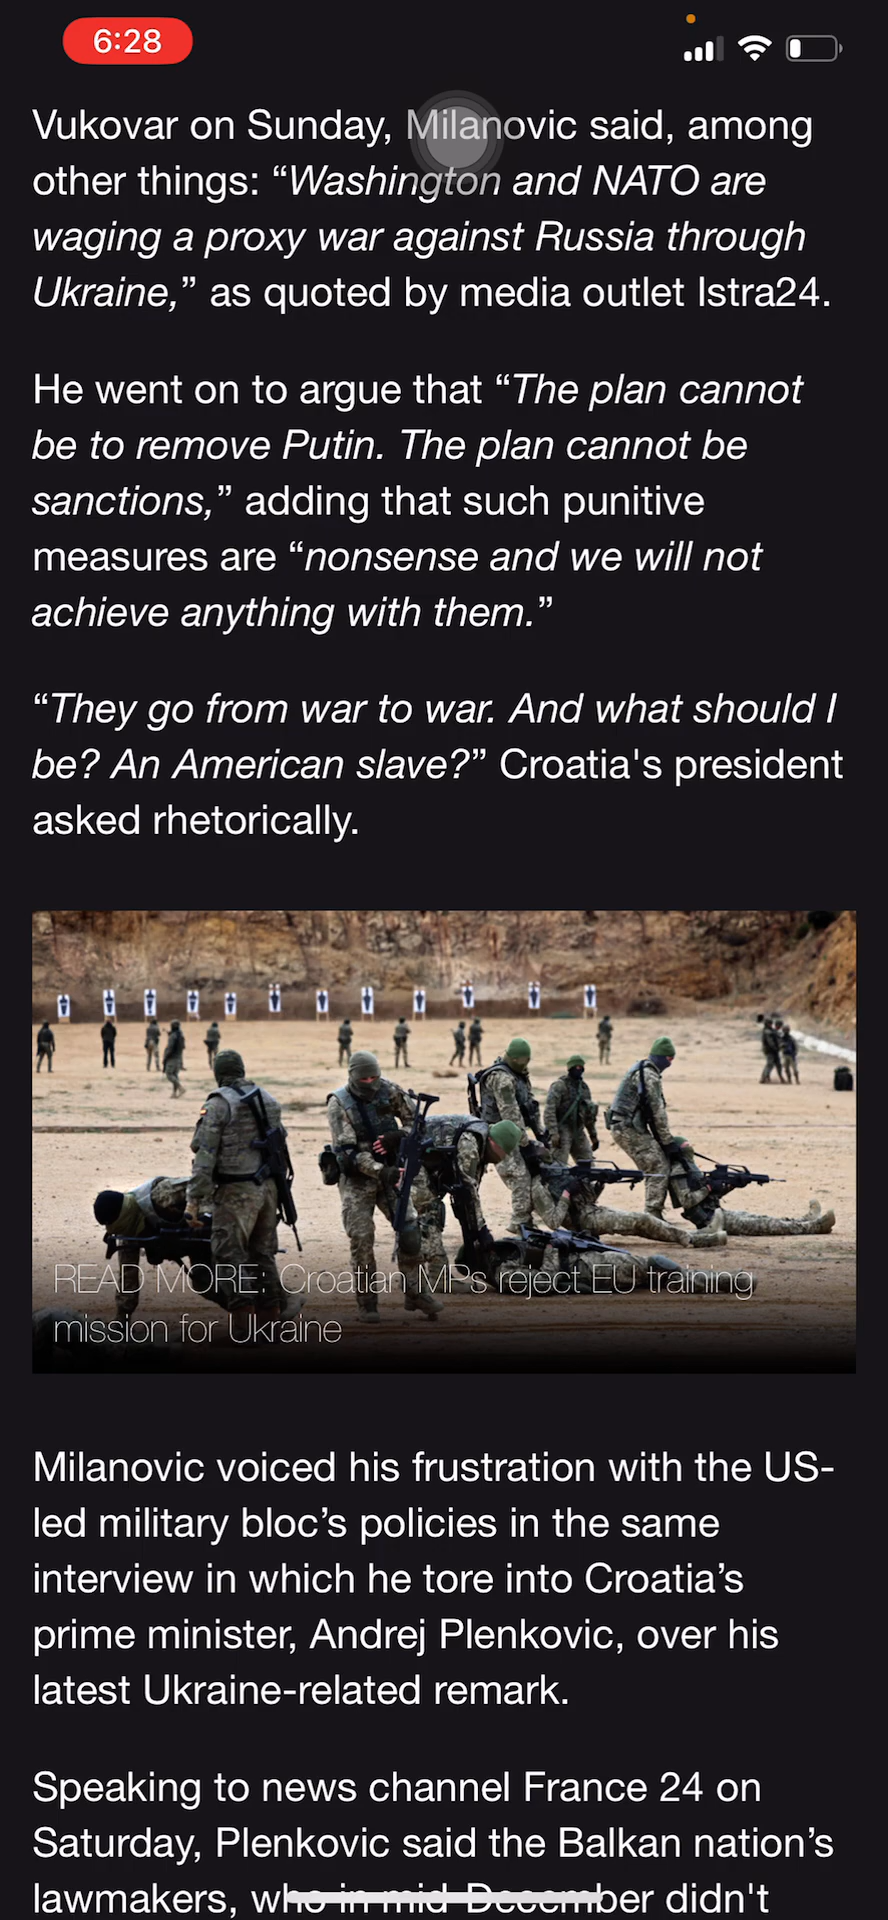 6:28
Vukovar on Sunday, Milanovic said, among
other things: “Washington and NATO are
waging a proxy war against Russia through
Ukraine,” as quoted by media outlet Istra24.
He went on to argue that “The plan cannot
be to remove Putin. The plan cannot be
sanctions,” adding that such punitive
measures are “nonsense and we will not
achieve anything with them.”
“They go from war to war. And what should I
be? An American slave?” Croatia's president
asked rhetorically.
READ MORE: Croatian MPs reject EU training
mission for Ukraine
Milanovic voiced his frustration with the US-
led military bloc’s policies in the same
interview in which he tore into Croatia’s
prime minister, Andrej Plenkovic, over his
latest Ukraine-related remark.
Speaking to news channel France 24 on
Saturday, Plenkovic said the Balkan nation’s
lawmakers, who in mid-December didn't